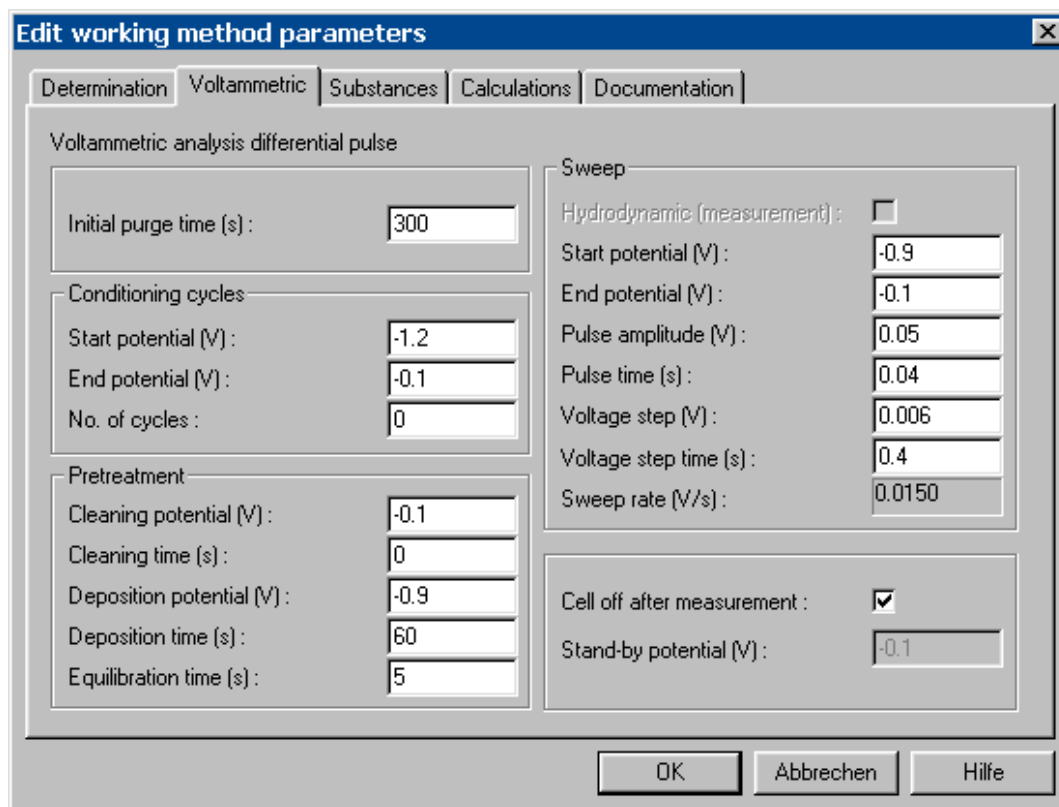 Edit working method parameters
Determination Voltammetric Substances Calculations Documentation
Voltammetric analysis differential pulse
Initial purge time (s) : 300
Conditioning cycles
Start potential (V) : -1.2
End potential (V) : -0.1
No. of cycles : 0
Pretreatment
Cleaning potential (V) : -0.1
Cleaning time (s) : 0
Deposition potential (V) : -0.9
Deposition time (s) : 60
Equilibration time (s) : 5
Sweep
Hydrodynamic (measurement) :
Start potential (V) : -0.9
End potential (V) : -0.1
Pulse amplitude (V) : 0.05
Pulse time (s) : 0.04
Voltage step (V) : 0.006
Voltage step time (s) : 0.4
Sweep rate (V/s) : 0.0150
Cell off after measurement :
Stand-by potential (V) : -0.1
OK Abbrechen Hilfe